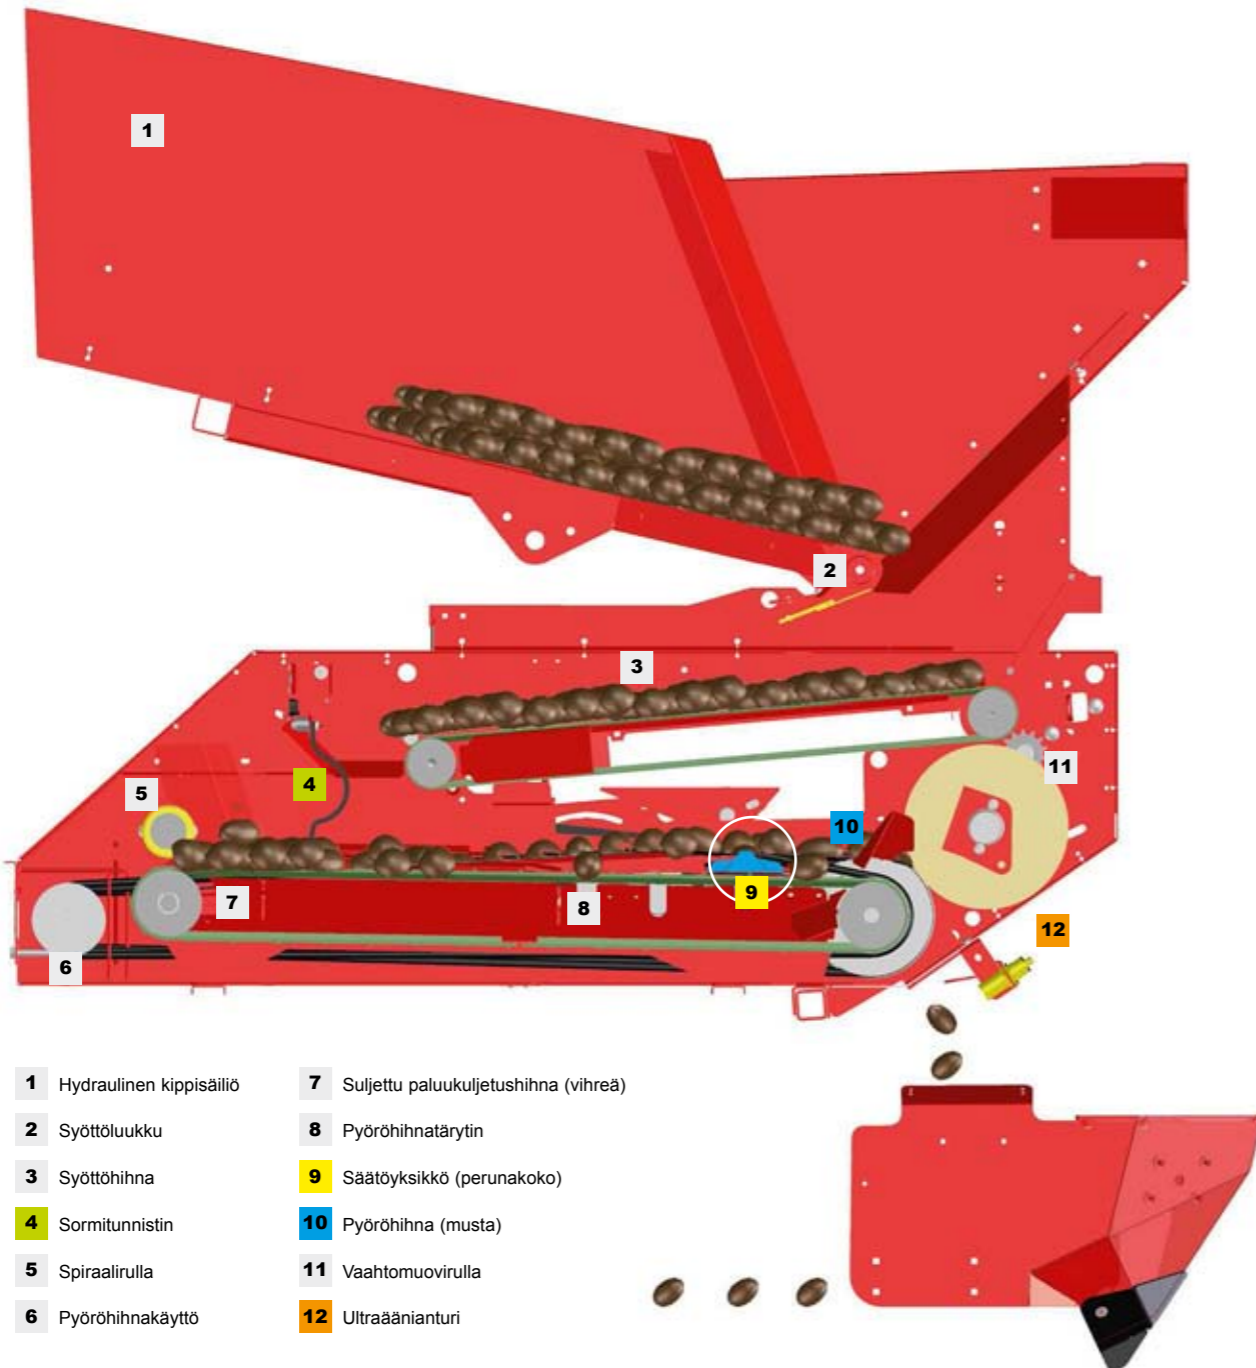 1
2
3
4
5
11
10
7
9
8
12
6
1 Hydraulinen kippisäiliö
2 Syöttöluukku
3 Syöttöhihna
4 Sormitunnistin
5 Spiraalirulla
6 Pyöröhihnakäyttö
7 Suljettu paluukuljetushihna (vihreä)
8 Pyöröhihnatärytin
9 Säätöyksikkö (perunakoko)
10 Pyöröhihna (musta)
11 Vaahtomuovirulla
12 Ultraäänianturi